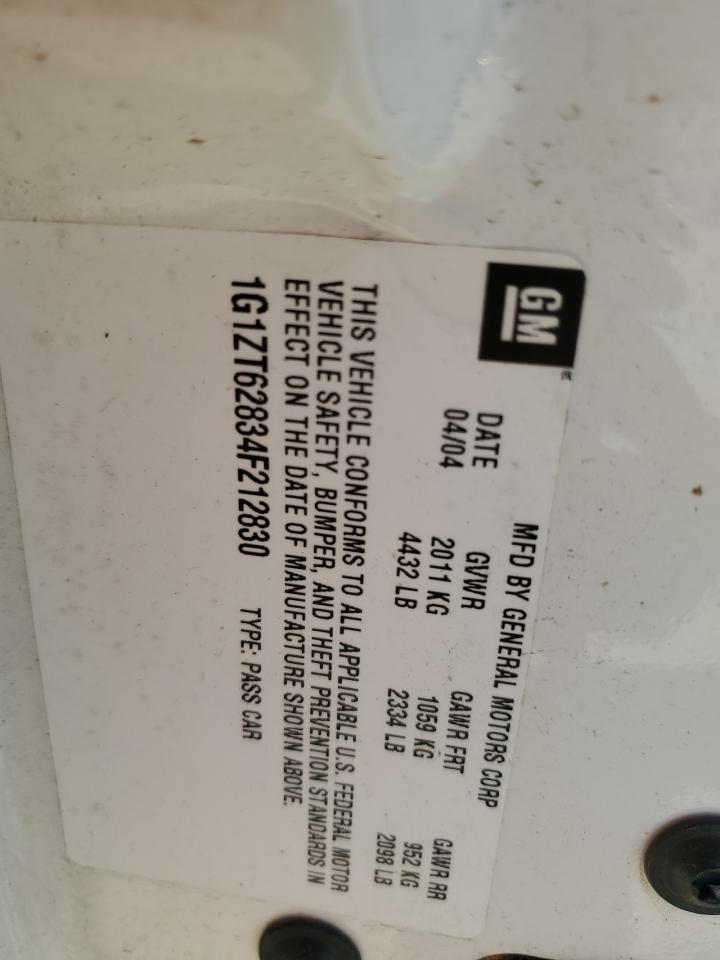 GM
MFD BY GENERAL MOTORS CORP
DATE GVWR GAWR FRT GAWR RR
04/04 2011 KG 1059 KG 952 KG
4432 LB 2334 LB 2098 LB
THIS VEHICLE CONFORMS TO ALL APPLICABLE U.S. FEDERAL MOTOR
VEHICLE SAFETY, BUMPER, AND THEFT PREVENTION STANDARDS IN
EFFECT ON THE DATE OF MANUFACTURE SHOWN ABOVE.
1G1ZT62834F212830 TYPE: PASS CAR